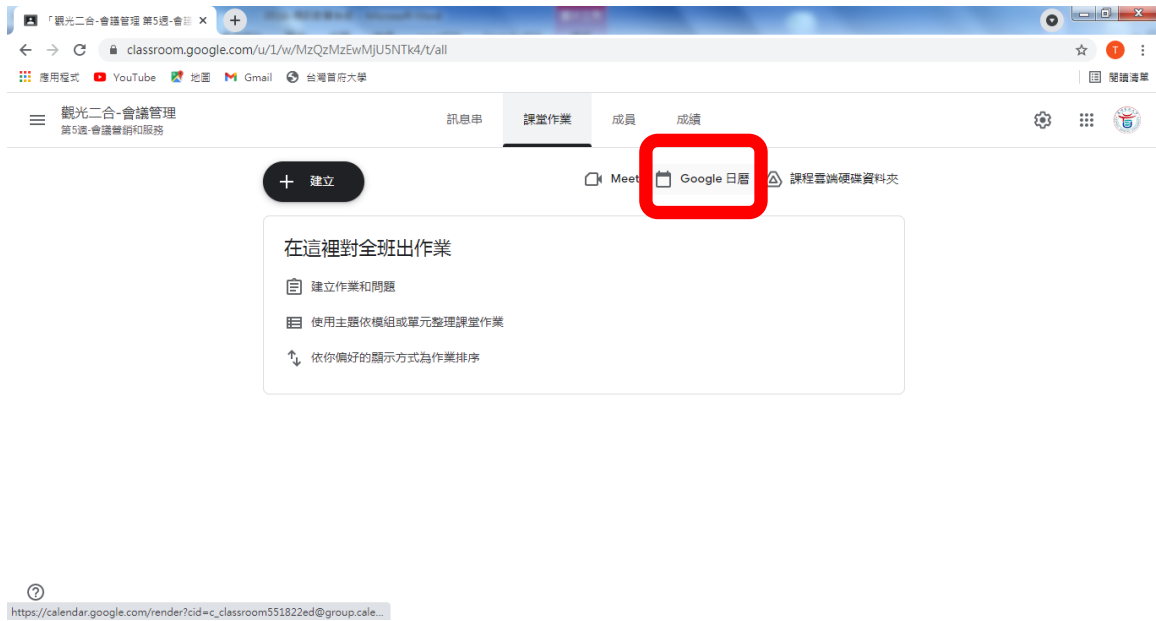 「觀光二合-會議管理 第5週-會議
classroom.google.com/u/1/w/MzQzMzEwMjU5NTk4/t/all
T
應用程式 YouTube 地圖 Gmail 台灣首府大學 閱讀清單
觀光二合-會議管理
第5週-會議營銷和服務
訊息串 課堂作業 成員 成績
建立 Meet Google 日曆 課程雲端硬碟資料夾
在這裡對全班出作業
建立作業和問題
使用主題依模組或單元整理課堂作業
依你偏好的顯示方式為作業排序
https://calendar.google.com/render?cid=c_classroom551822ed@group.cale...